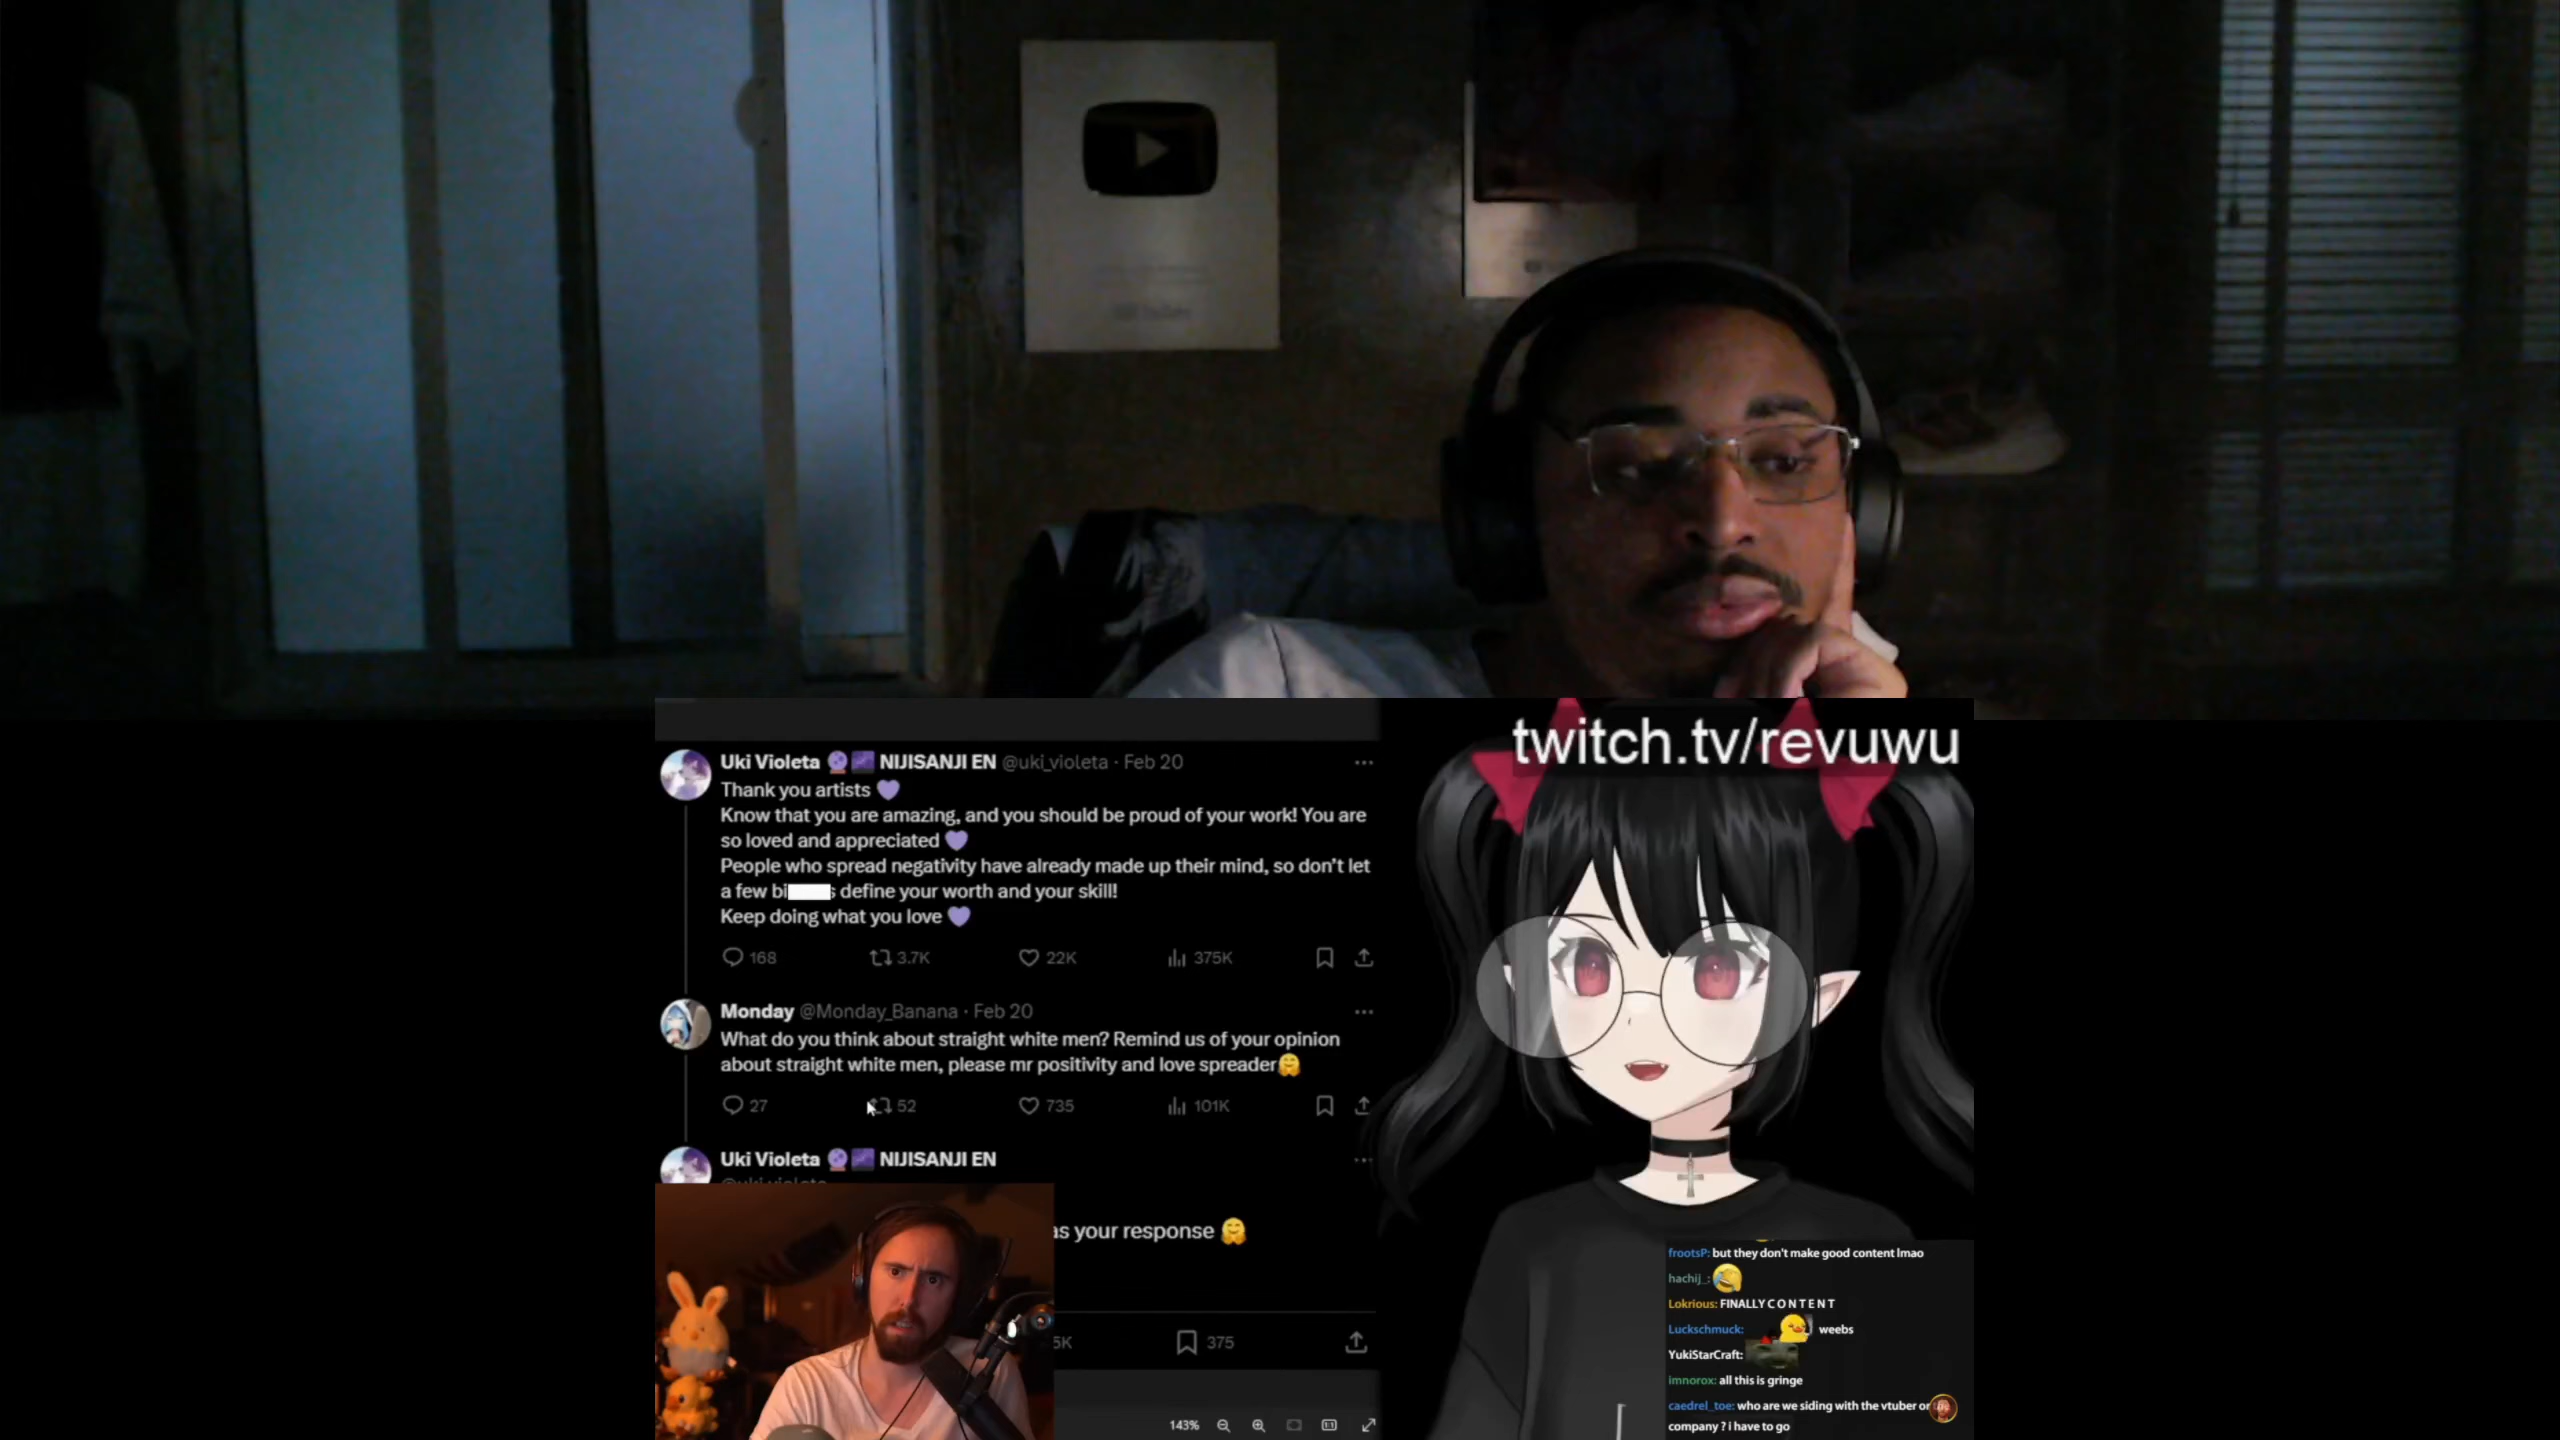 twitch.tv/revuwu
Uki Violeta 🔮🌌 NIJISANJI EN @uki_violeta · Feb 20
Thank you artists 💜
Know that you are amazing, and you should be proud of your work! You are
so loved and appreciated 💜
People who spread negativity have already made up their mind, so don't let
a few bi s define your worth and your skill!
Keep doing what you love 💜
168 3.7K 22K 375K
Monday @Monday_Banana · Feb 20
What do you think about straight white men? Remind us of your opinion
about straight white men, please mr positivity and love spreader🤗
27 52 735 101K
Uki Violeta 🔮🌌 NIJISANJI EN
@uki_violeta
as your response 🤗
5K 375
143%
frootsP: but they don't make good content lmao
hachij_:
Lokrious: FINALLY C O N T E N T
Luckschmuck: weebs
YukiStarCraft:
imnorox: all this is gringe
caedrel_toe: who are we siding with the vtuber or
company ? i have to go